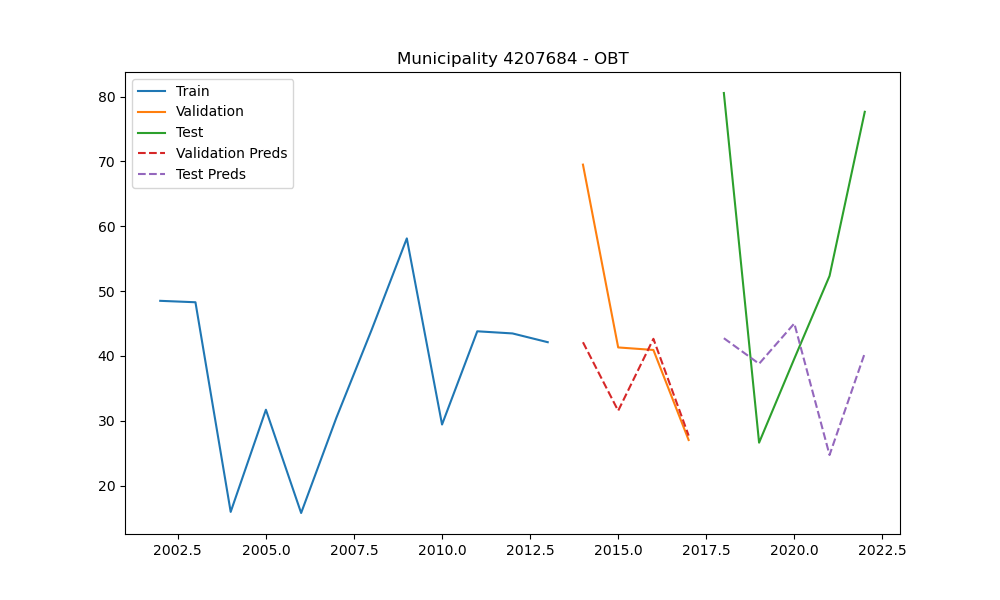 Municipality 4207684 - OBT
Train
Validation
Test
Validation Preds
Test Preds
80
70
60
50
40
30
20
2002.5 2005.0 2007.5 2010.0 2012.5 2015.0 2017.5 2020.0 2022.5